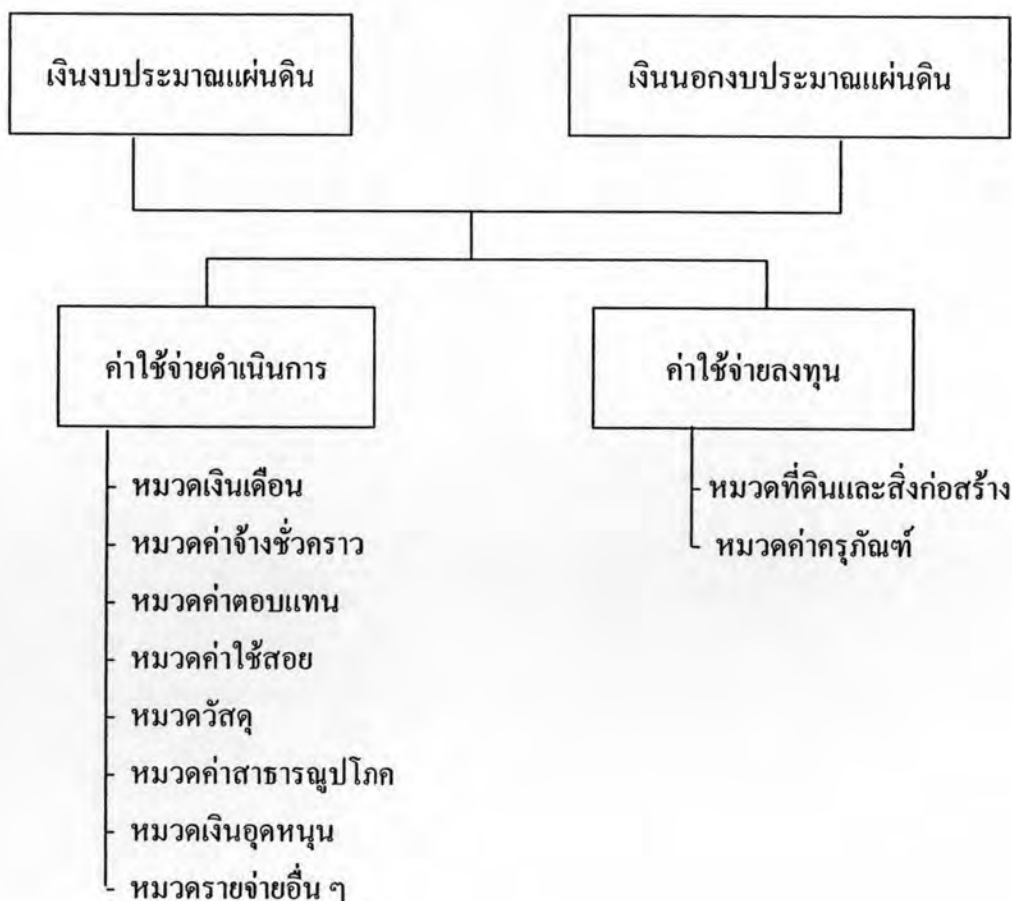 เงินงบประมาณแผ่นดิน
เงินนอกงบประมาณแผ่นดิน
ค่าใช้จ่ายดำเนินการ
ค่าใช้จ่ายลงทุน
- หมวดเงินเดือน
- หมวดค่าจ้างชั่วคราว
- หมวดค่าตอบแทน
- หมวดค่าใช้สอย
- หมวดวัสดุ
- หมวดค่าสาธารณูปโภค
- หมวดเงินอุดหนุน
- หมวดรายจ่ายอื่น ๆ
- หมวดที่ดินและสิ่งก่อสร้าง
- หมวดค่าครุภัณฑ์